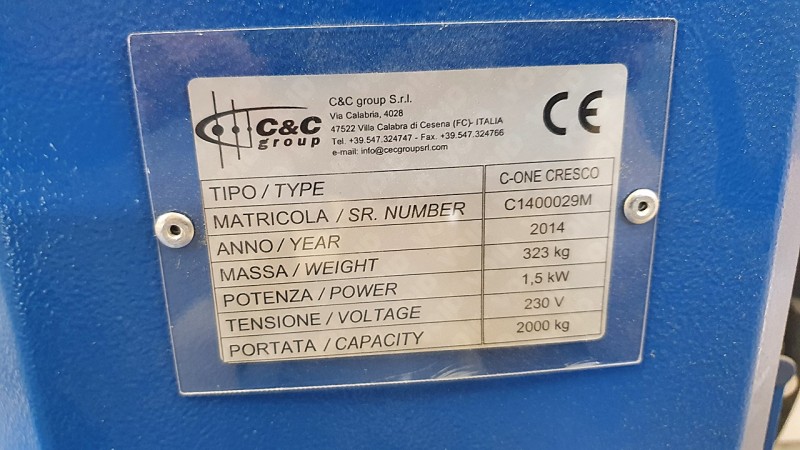 C&C
group
C&C group S.r.l.
Via Calabria, 4028
47522 Villa Calabra di Cesena (FC)- ITALIA
Tel. +39.547.324747 - Fax. +39.547.324766
e-mail: info@cecgroupsrl.com
CE
TIPO / TYPE C-ONE CRESCO
MATRICOLA / SR. NUMBER C1400029M
ANNO / YEAR 2014
MASSA / WEIGHT 323 kg
POTENZA / POWER 1,5 kW
TENSIONE / VOLTAGE 230 V
PORTATA / CAPACITY 2000 kg